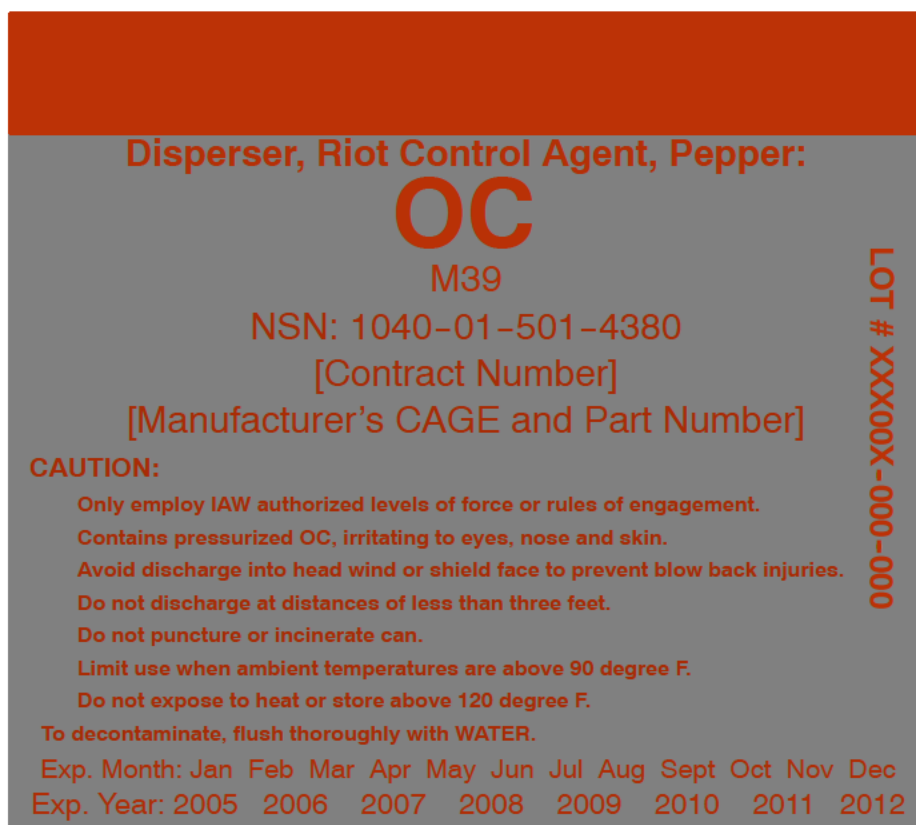 Disperser, Riot Control Agent, Pepper:
OC
M39
NSN: 1040-01-501-4380
[Contract Number]
[Manufacturer's CAGE and Part Number]
LOT # XXX00X-000-000
CAUTION:
Only employ IAW authorized levels of force or rules of engagement.
Contains pressurized OC, irritating to eyes, nose and skin.
Avoid discharge into head wind or shield face to prevent blow back injuries.
Do not discharge at distances of less than three feet.
Do not puncture or incinerate can.
Limit use when ambient temperatures are above 90 degree F.
Do not expose to heat or store above 120 degree F.
To decontaminate, flush thoroughly with WATER.
Exp. Month: Jan Feb Mar Apr May Jun Jul Aug Sept Oct Nov Dec
Exp. Year: 2005 2006 2007 2008 2009 2010 2011 2012